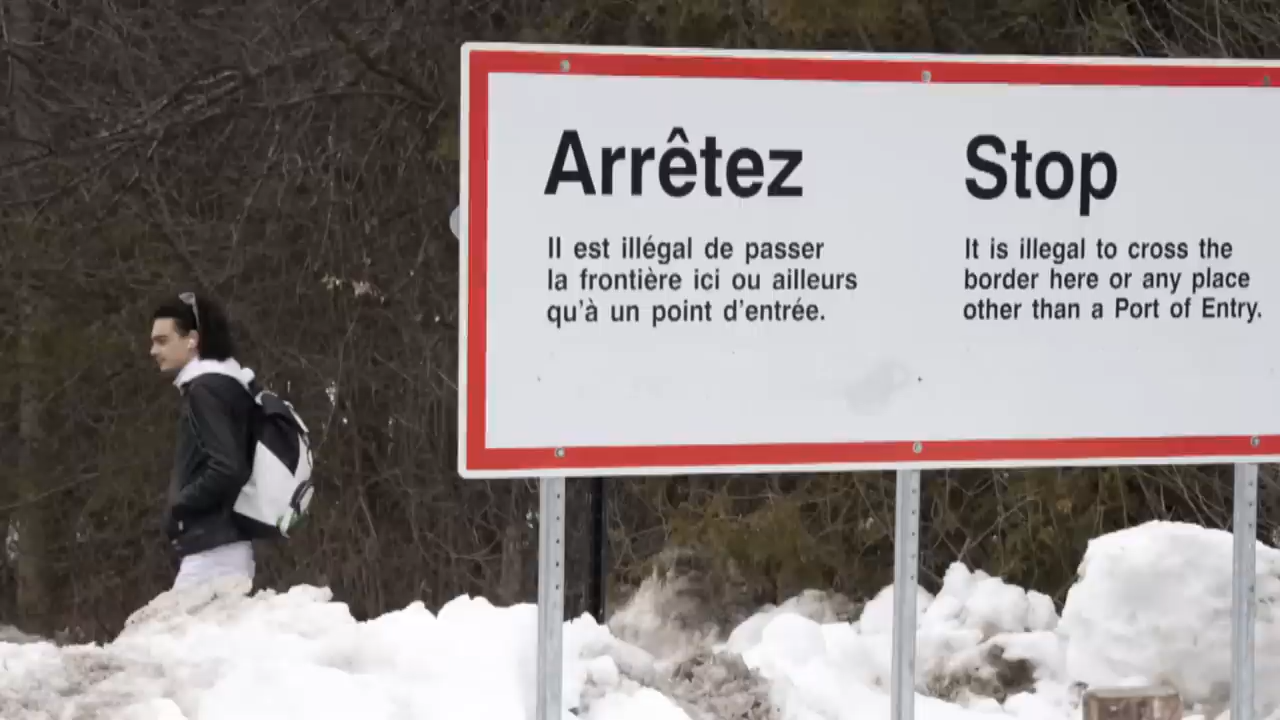 Arrêtez
Il est illégal de passer
la frontière ici ou ailleurs
qu'à un point d'entrée.
Stop
It is illegal to cross the
border here or any place
other than a Port of Entry.